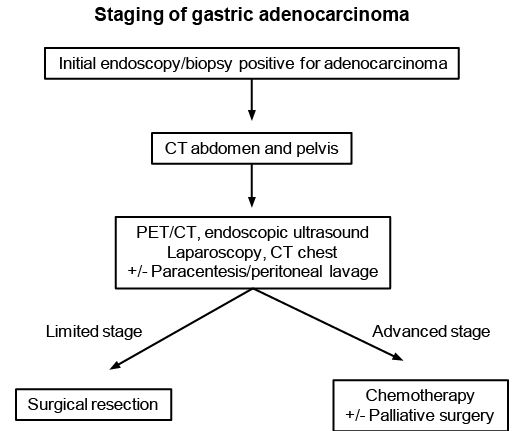 Staging of gastric adenocarcinoma
Initial endoscopy/biopsy positive for adenocarcinoma
CT abdomen and pelvis
PET/CT, endoscopic ultrasound
Laparoscopy, CT chest
+/- Paracentesis/peritoneal lavage
Limited stage
Advanced stage
Surgical resection
Chemotherapy
+/- Palliative surgery